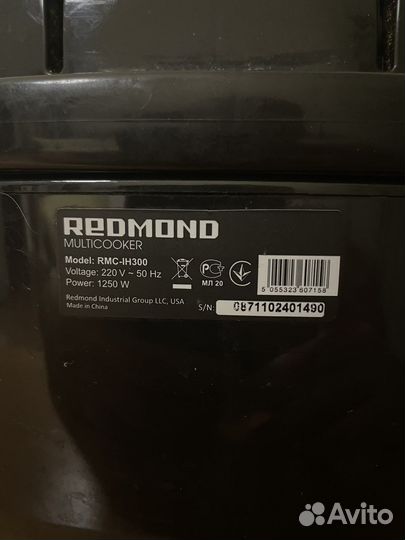 REDMOND
MULTICOOKER
Model: RMC-IH300
Voltage: 220 V ~ 50 Hz
Power: 1250 W
МЛ 20
5 055323 507158
Redmond Industrial Group LLC, USA
Made in China
S/N: 0871102401490
Avito